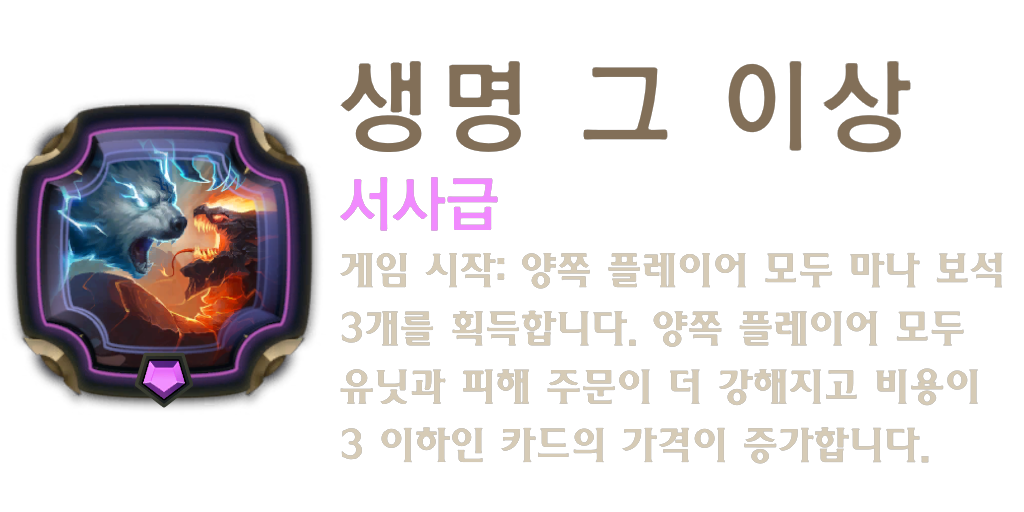 생명 그 이상
서사급
게임 시작: 양쪽 플레이어 모두 마나 보석
3개를 획득합니다. 양쪽 플레이어 모두
유닛과 피해 주문이 더 강해지고 비용이
3 이하인 카드의 가격이 증가합니다.